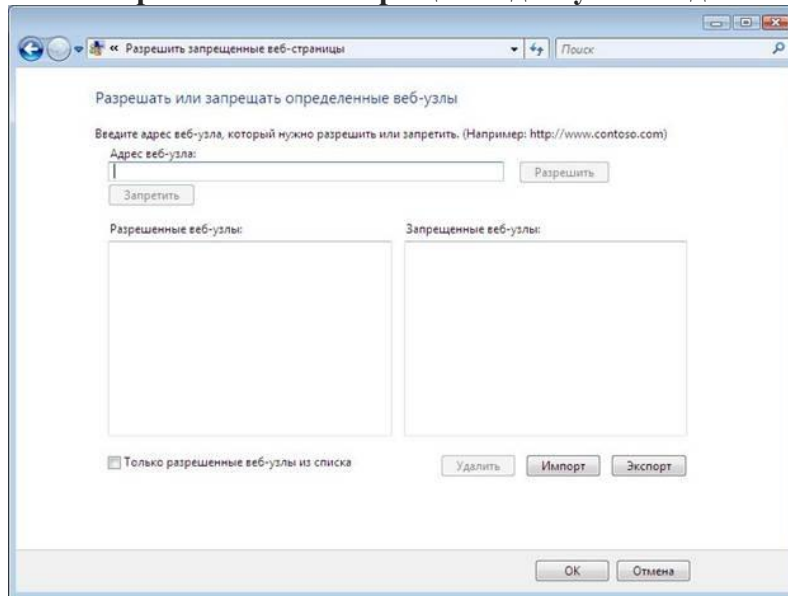 « Разрешить запрещенные веб-страницы
Поиск
Разрешать или запрещать определенные веб-узлы
Введите адрес веб-узла, который нужно разрешить или запретить. (Например: http://www.contoso.com)
Адрес веб-узла:
Разрешить
Запретить
Разрешенные веб-узлы: Запрещенные веб-узлы:
Только разрешенные веб-узлы из списка
Удалить Импорт Экспорт
OK Отмена